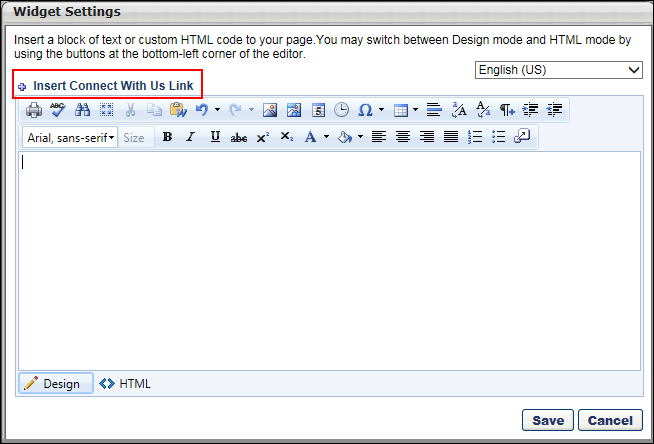 Widget Settings
Insert a block of text or custom HTML code to your page.You may switch between Design mode and HTML mode by
using the buttons at the bottom-left corner of the editor.
English (US)
Insert Connect With Us Link
ABC Ω A A ¶
Arial, sans-serif Size B I U abc x² x₂ A
Design HTML
Save Cancel